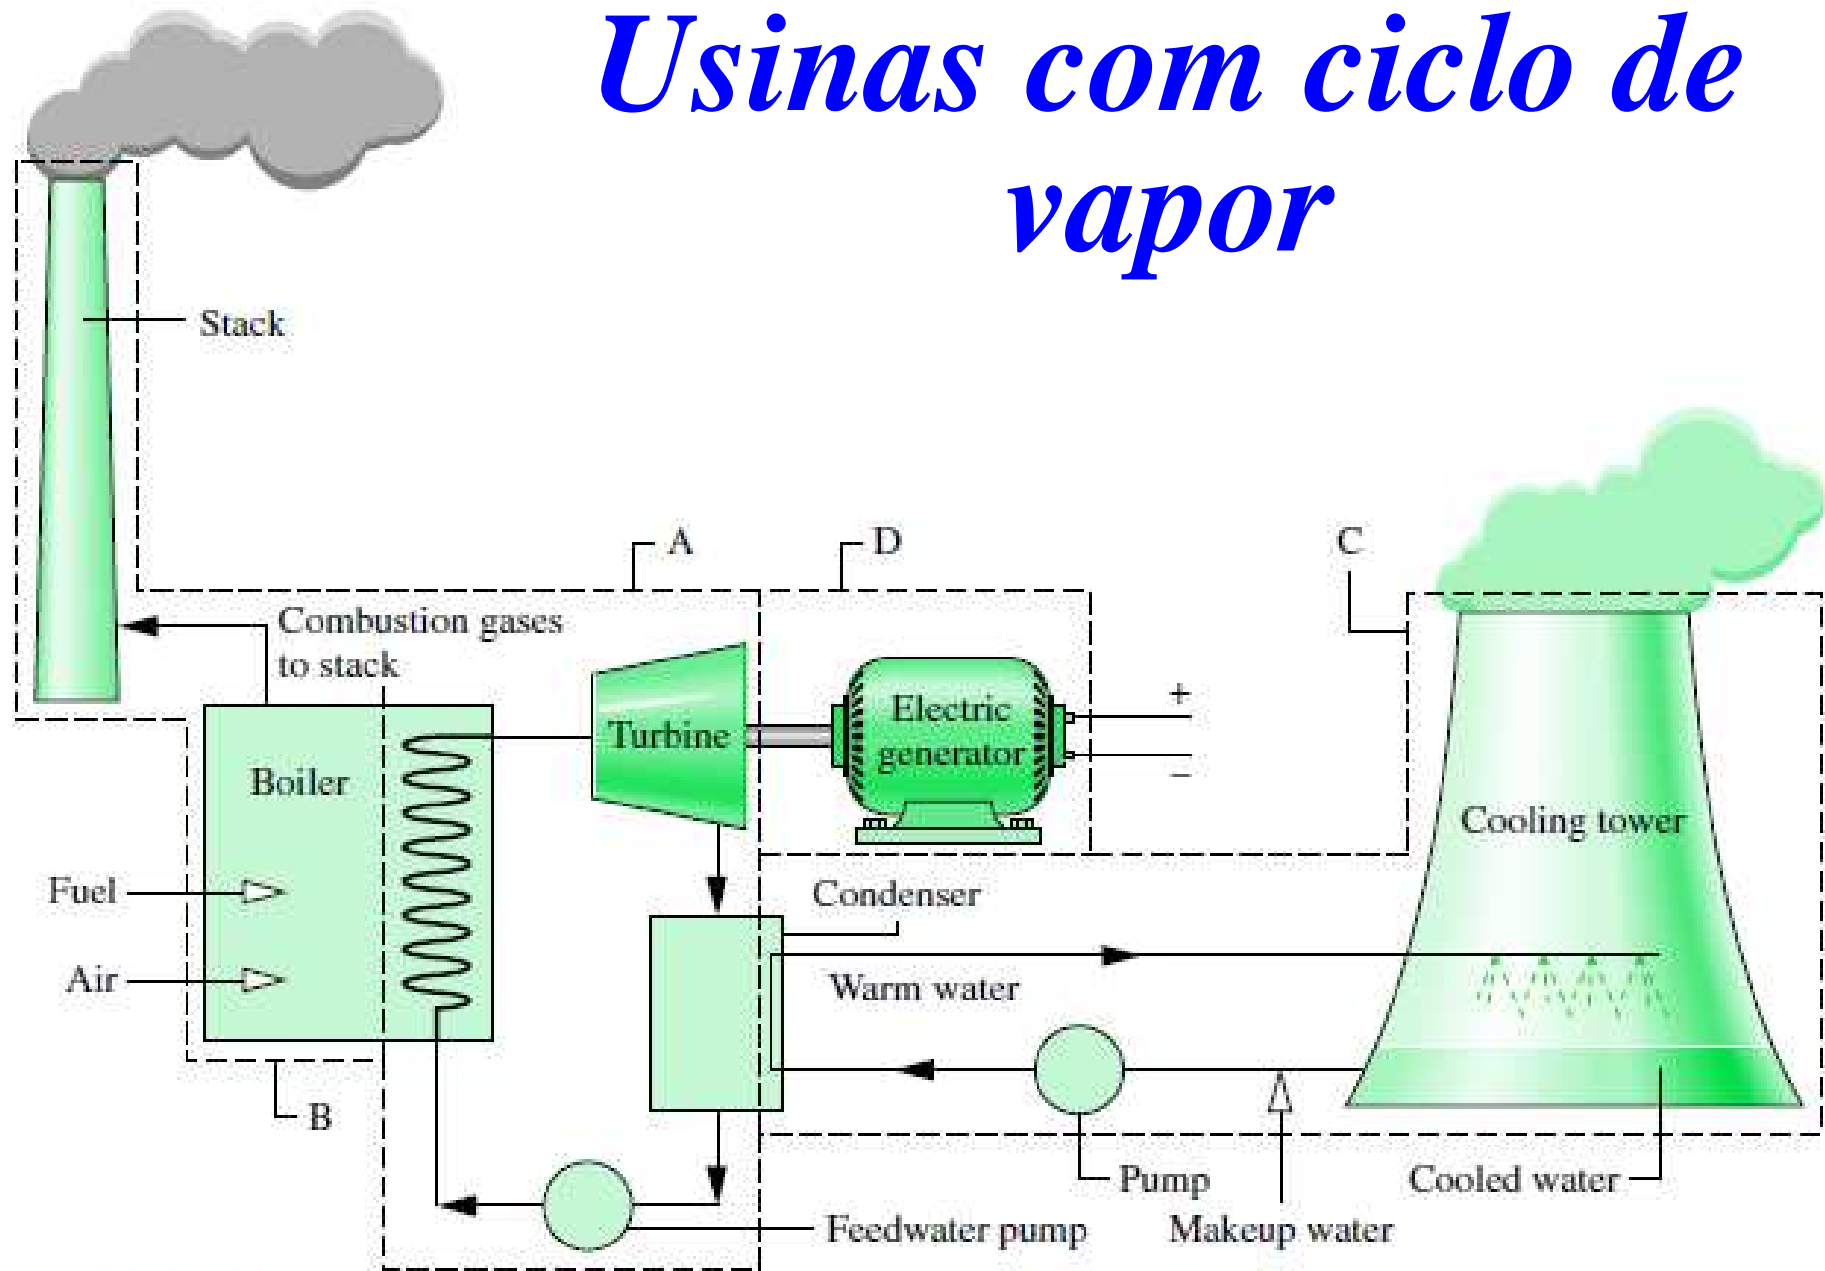 Usinas com ciclo de
vapor
Stack
A
D
C
Combustion gases
to stack
Turbine
Electric
generator
+
−
Boiler
Cooling tower
Fuel
Condenser
Air
Warm water
B
Pump
Cooled water
Feedwater pump
Makeup water